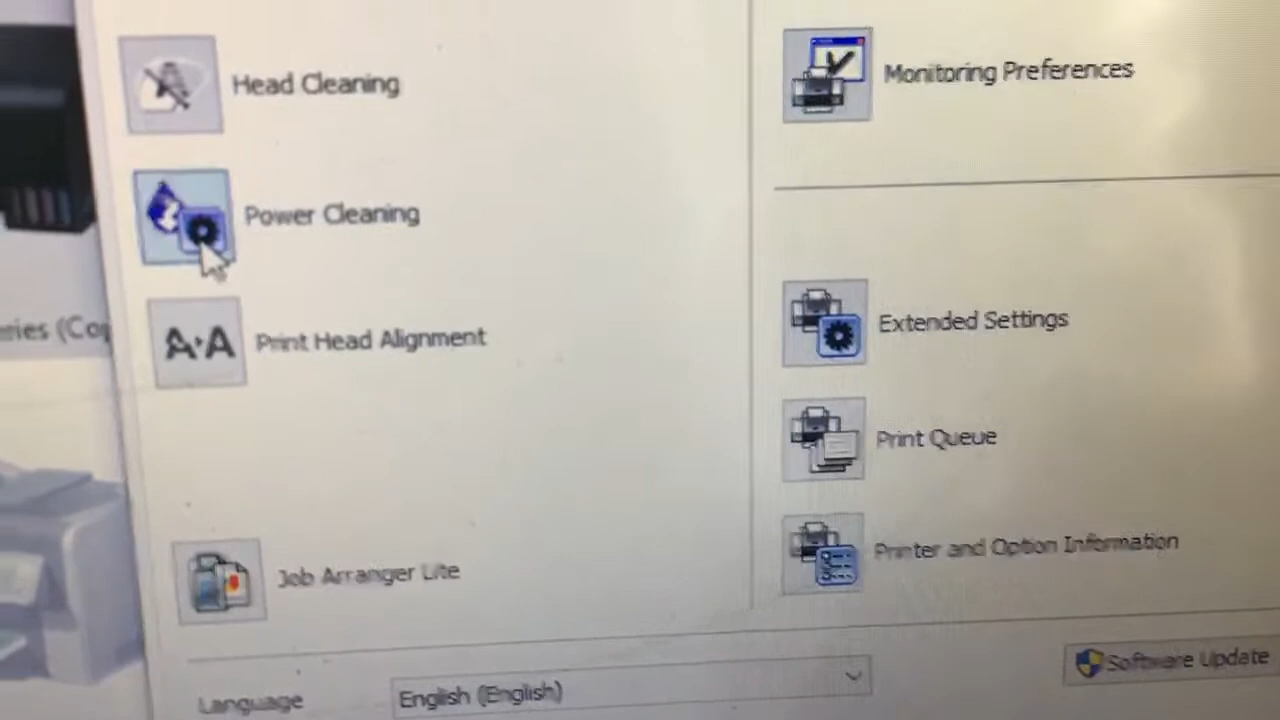 Head Cleaning
Power Cleaning
A
A
Print Head Alignment
Job Arranger Lite
Monitoring Preferences
Extended Settings
Print Queue
Printer and Option Information
Software Update
Language
English (English)